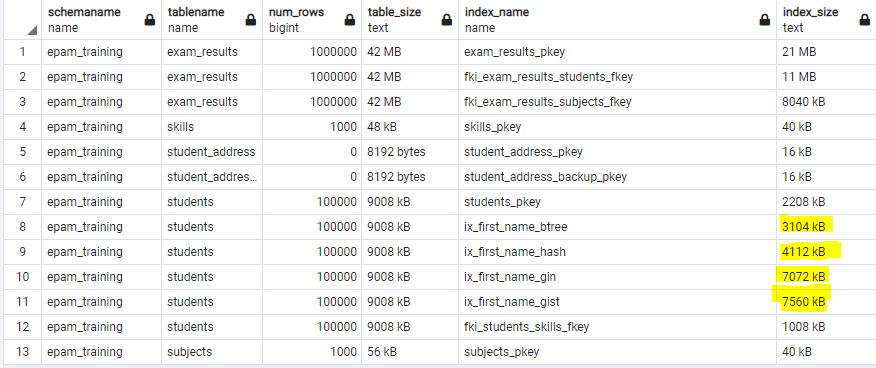 schemaname tablename num_rows table_size index_name index_size
name name bigint text name text
1 epam_training exam_results 1000000 42 MB exam_results_pkey 21 MB
2 epam_training exam_results 1000000 42 MB fki_exam_results_students_fkey 11 MB
3 epam_training exam_results 1000000 42 MB fki_exam_results_subjects_fkey 8040 kB
4 epam_training skills 1000 48 kB skills_pkey 40 kB
5 epam_training student_address 0 8192 bytes student_address_pkey 16 kB
6 epam_training student_addres... 0 8192 bytes student_address_backup_pkey 16 kB
7 epam_training students 100000 9008 kB students_pkey 2208 kB
8 epam_training students 100000 9008 kB ix_first_name_btree 3104 kB
9 epam_training students 100000 9008 kB ix_first_name_hash 4112 kB
10 epam_training students 100000 9008 kB ix_first_name_gin 7072 kB
11 epam_training students 100000 9008 kB ix_first_name_gist 7560 kB
12 epam_training students 100000 9008 kB fki_students_skills_fkey 1008 kB
13 epam_training subjects 1000 56 kB subjects_pkey 40 kB